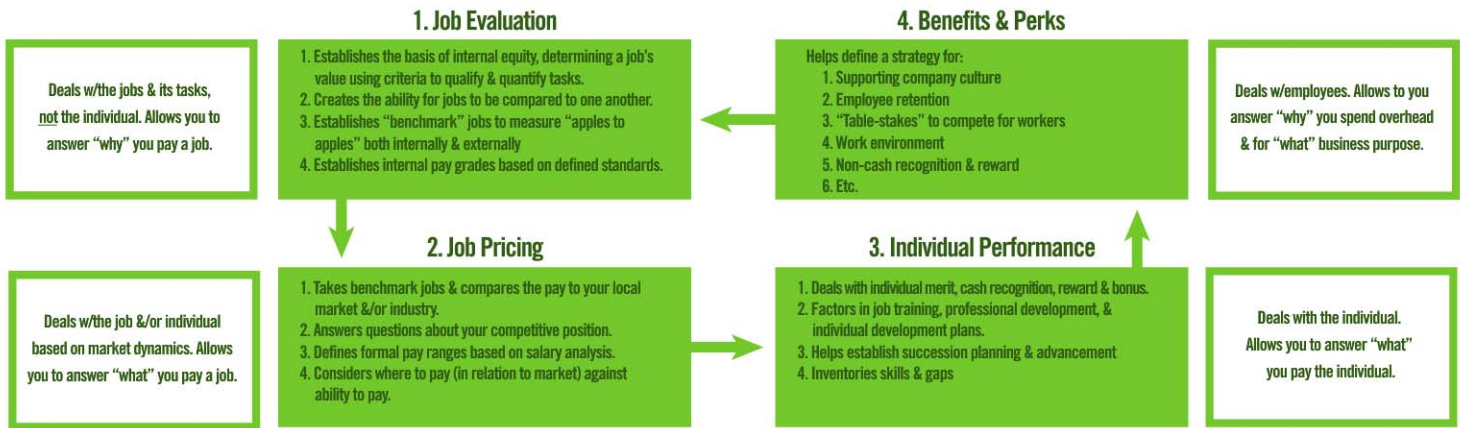 1. Job Evaluation
Deals w/the jobs & its tasks,
not the individual. Allows you to
answer “why” you pay a job.
1. Establishes the basis of internal equity, determining a job’s
value using criteria to qualify & quantify tasks.
2. Creates the ability for jobs to be compared to one another.
3. Establishes “benchmark” jobs to measure “apples to
apples” both internally & externally
4. Establishes internal pay grades based on defined standards.
2. Job Pricing
Deals w/the job &/or individual
based on market dynamics. Allows
you to answer “what” you pay a job.
1. Takes benchmark jobs & compares the pay to your local
market &/or industry.
2. Answers questions about your competitive position.
3. Defines formal pay ranges based on salary analysis.
4. Considers where to pay (in relation to market) against
ability to pay.
3. Individual Performance
1. Deals with individual merit, cash recognition, reward & bonus.
2. Factors in job training, professional development, &
individual development plans.
3. Helps establish succession planning & advancement
4. Inventories skills & gaps
Deals with the individual.
Allows you to answer “what”
you pay the individual.
4. Benefits & Perks
Helps define a strategy for:
1. Supporting company culture
2. Employee retention
3. “Table-stakes” to compete for workers
4. Work environment
5. Non-cash recognition & reward
6. Etc.
Deals w/employees. Allows to you
answer “why” you spend overhead
& for “what” business purpose.